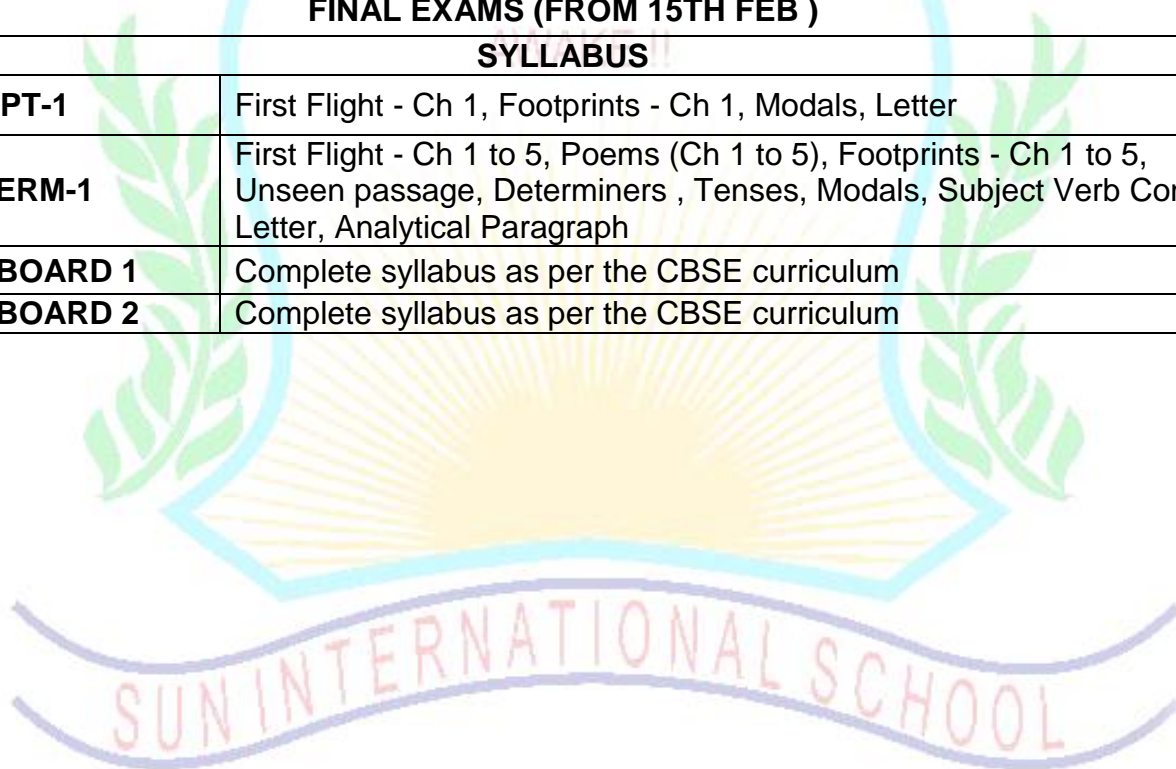 FINAL EXAMS (FROM 15TH FEB )
AWAKE !!
SYLLABUS
PT-1 First Flight - Ch 1, Footprints - Ch 1, Modals, Letter
First Flight - Ch 1 to 5, Poems (Ch 1 to 5), Footprints - Ch 1 to 5,
ERM-1 Unseen passage, Determiners , Tenses, Modals, Subject Verb Cor
Letter, Analytical Paragraph
BOARD 1 Complete syllabus as per the CBSE curriculum
BOARD 2 Complete syllabus as per the CBSE curriculum
SUN INTERNATIONAL SCHOOL